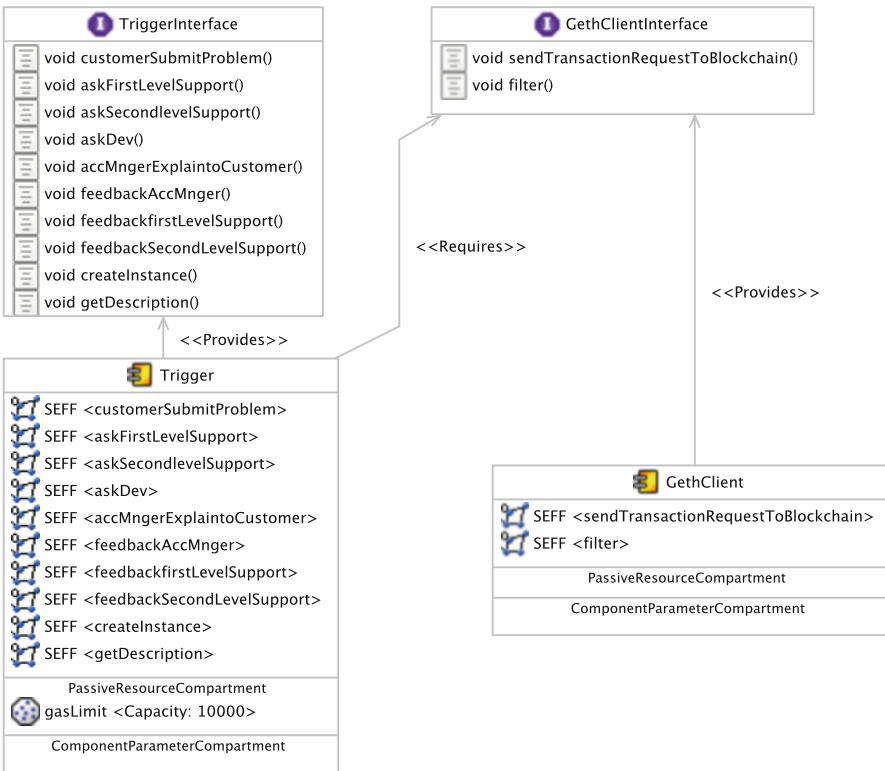 TriggerInterface
void customerSubmitProblem()
void askFirstLevelSupport()
void askSecondlevelSupport()
void askDev()
void accMngerExplaintoCustomer()
void feedbackAccMnger()
void feedbackfirstLevelSupport()
void feedbackSecondLevelSupport()
void createInstance()
void getDescription()
GethClientInterface
void sendTransactionRequestToBlockchain()
void filter()
<<Requires>>
<<Provides>>
<<Provides>>
Trigger
SEFF <customerSubmitProblem>
SEFF <askFirstLevelSupport>
SEFF <askSecondlevelSupport>
SEFF <askDev>
SEFF <accMngerExplaintoCustomer>
SEFF <feedbackAccMnger>
SEFF <feedbackfirstLevelSupport>
SEFF <feedbackSecondLevelSupport>
SEFF <createInstance>
SEFF <getDescription>
PassiveResourceCompartment
gasLimit <Capacity: 10000>
ComponentParameterCompartment
GethClient
SEFF <sendTransactionRequestToBlockchain>
SEFF <filter>
PassiveResourceCompartment
ComponentParameterCompartment